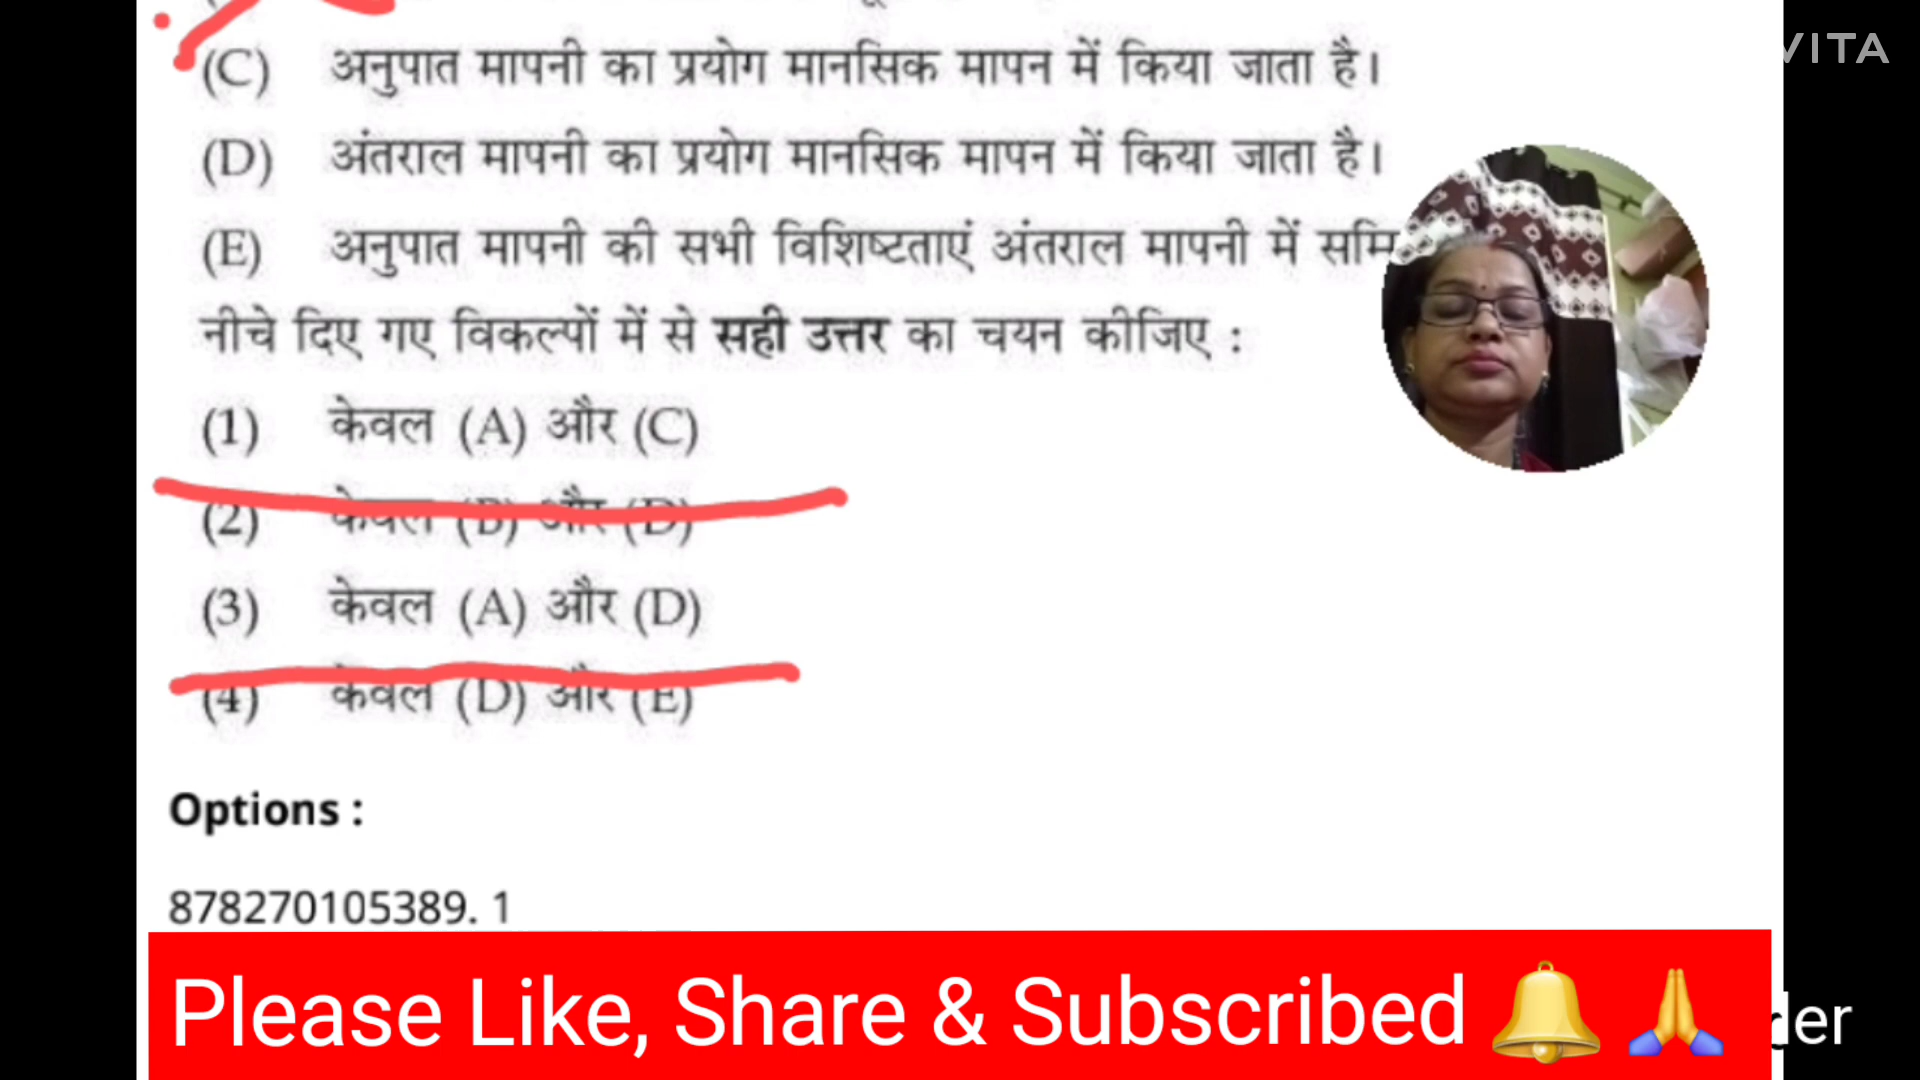 (C) अनुपात मापनी का प्रयोग मानसिक मापन में किया जाता है।
VITA
(D) अंतराल मापनी का प्रयोग मानसिक मापन में किया जाता है।
(E) अनुपात मापनी की सभी विशिष्टताएं अंतराल मापनी में
नीचे दिए गए विकल्पों में से सही उत्तर का चयन कीजिए :
(1) केवल (A) और (C)
(2) केवल (B) और (D)
(3) केवल (A) और (D)
(4) केवल (D) और (E)
Options :
878270105389. 1
Please Like, Share & Subscribed 🔔🙏
der